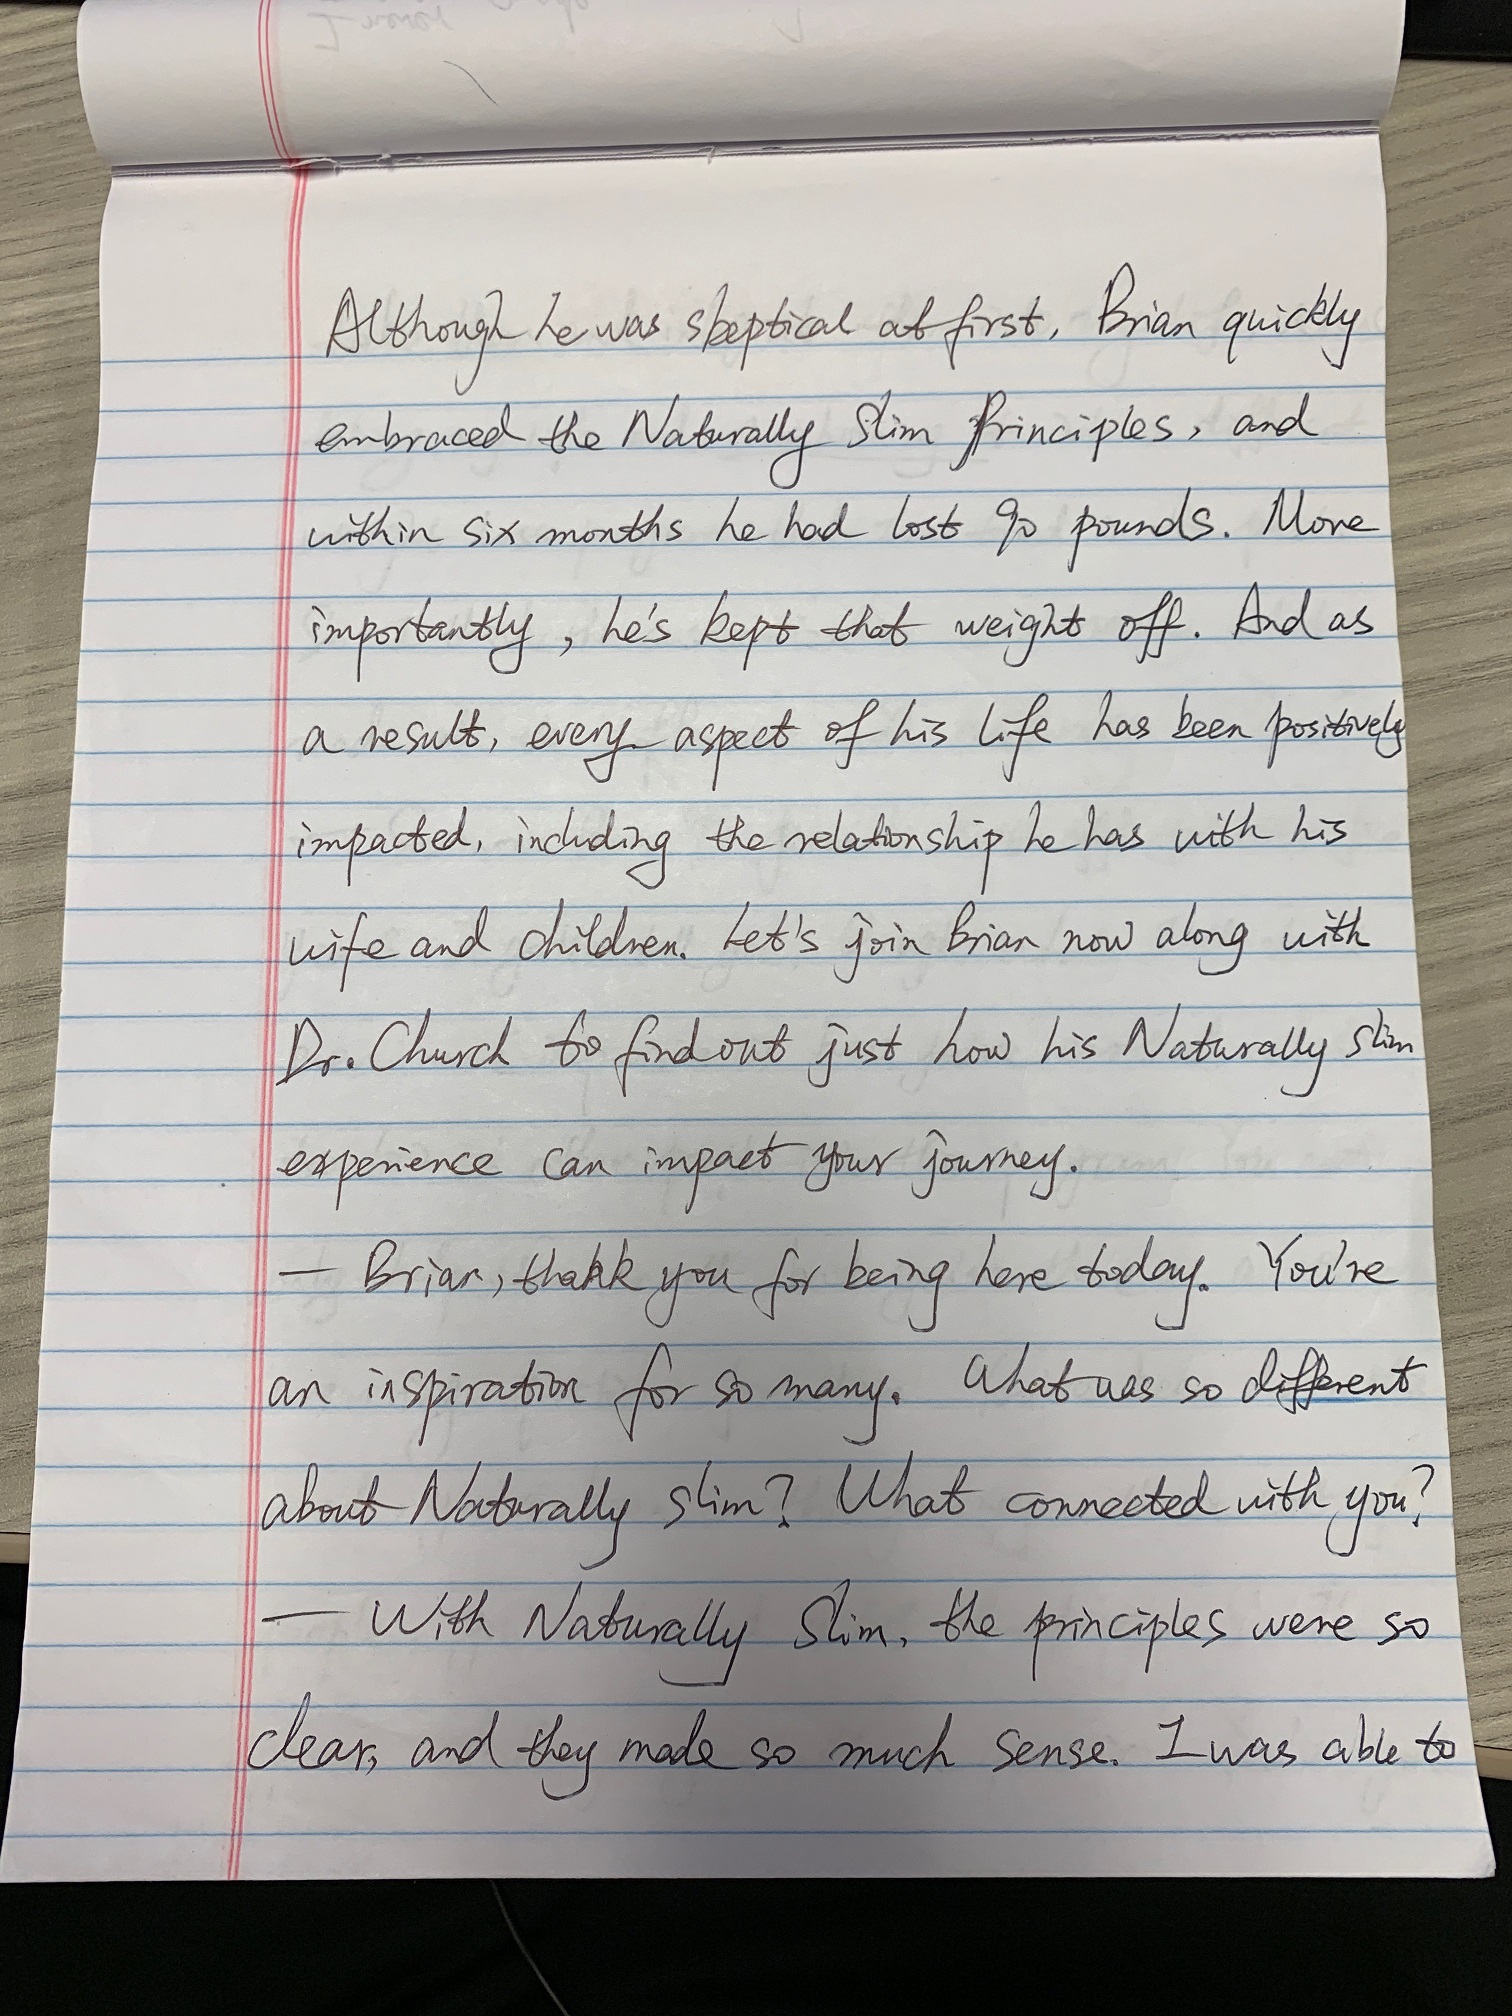 Although he was skeptical at first, Brian quickly
embraced the Naturally Slim Principles, and
within six months he had lost 90 pounds. More
importantly, he's kept that weight off. And as
a result, every aspect of his life has been positively
impacted, including the relationship he has with his
wife and children. Let's join Brian now along with
Dr. Church to find out just how his Naturally slim
experience can impact your journey.
— Brian, thank you for being here today. You're
an inspiration for so many. What was so different
about Naturally slim? What connected with you?
— With Naturally Slim, the principles were so
clear, and they made so much sense. I was able to